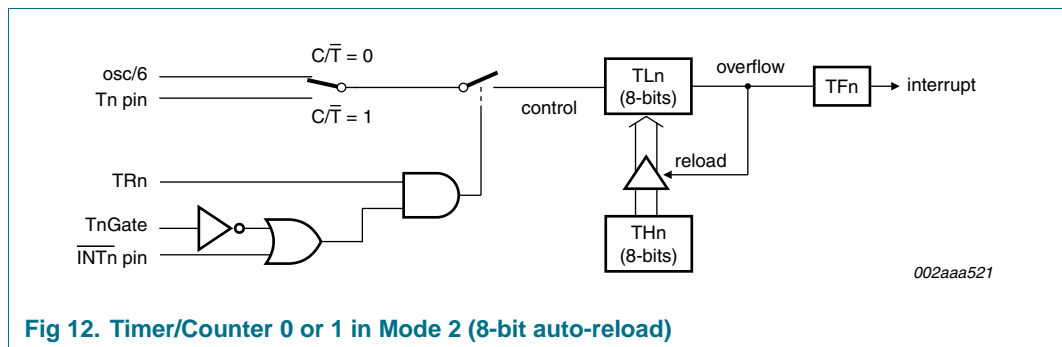 C/T̅ = 0
osc/6
Tn pin
C/T̅ = 1
control
TLn
(8-bits)
overflow
TFn
interrupt
reload
TRn
TnGate
I̅N̅T̅n pin
THn
(8-bits)
002aaa521
Fig 12. Timer/Counter 0 or 1 in Mode 2 (8-bit auto-reload)